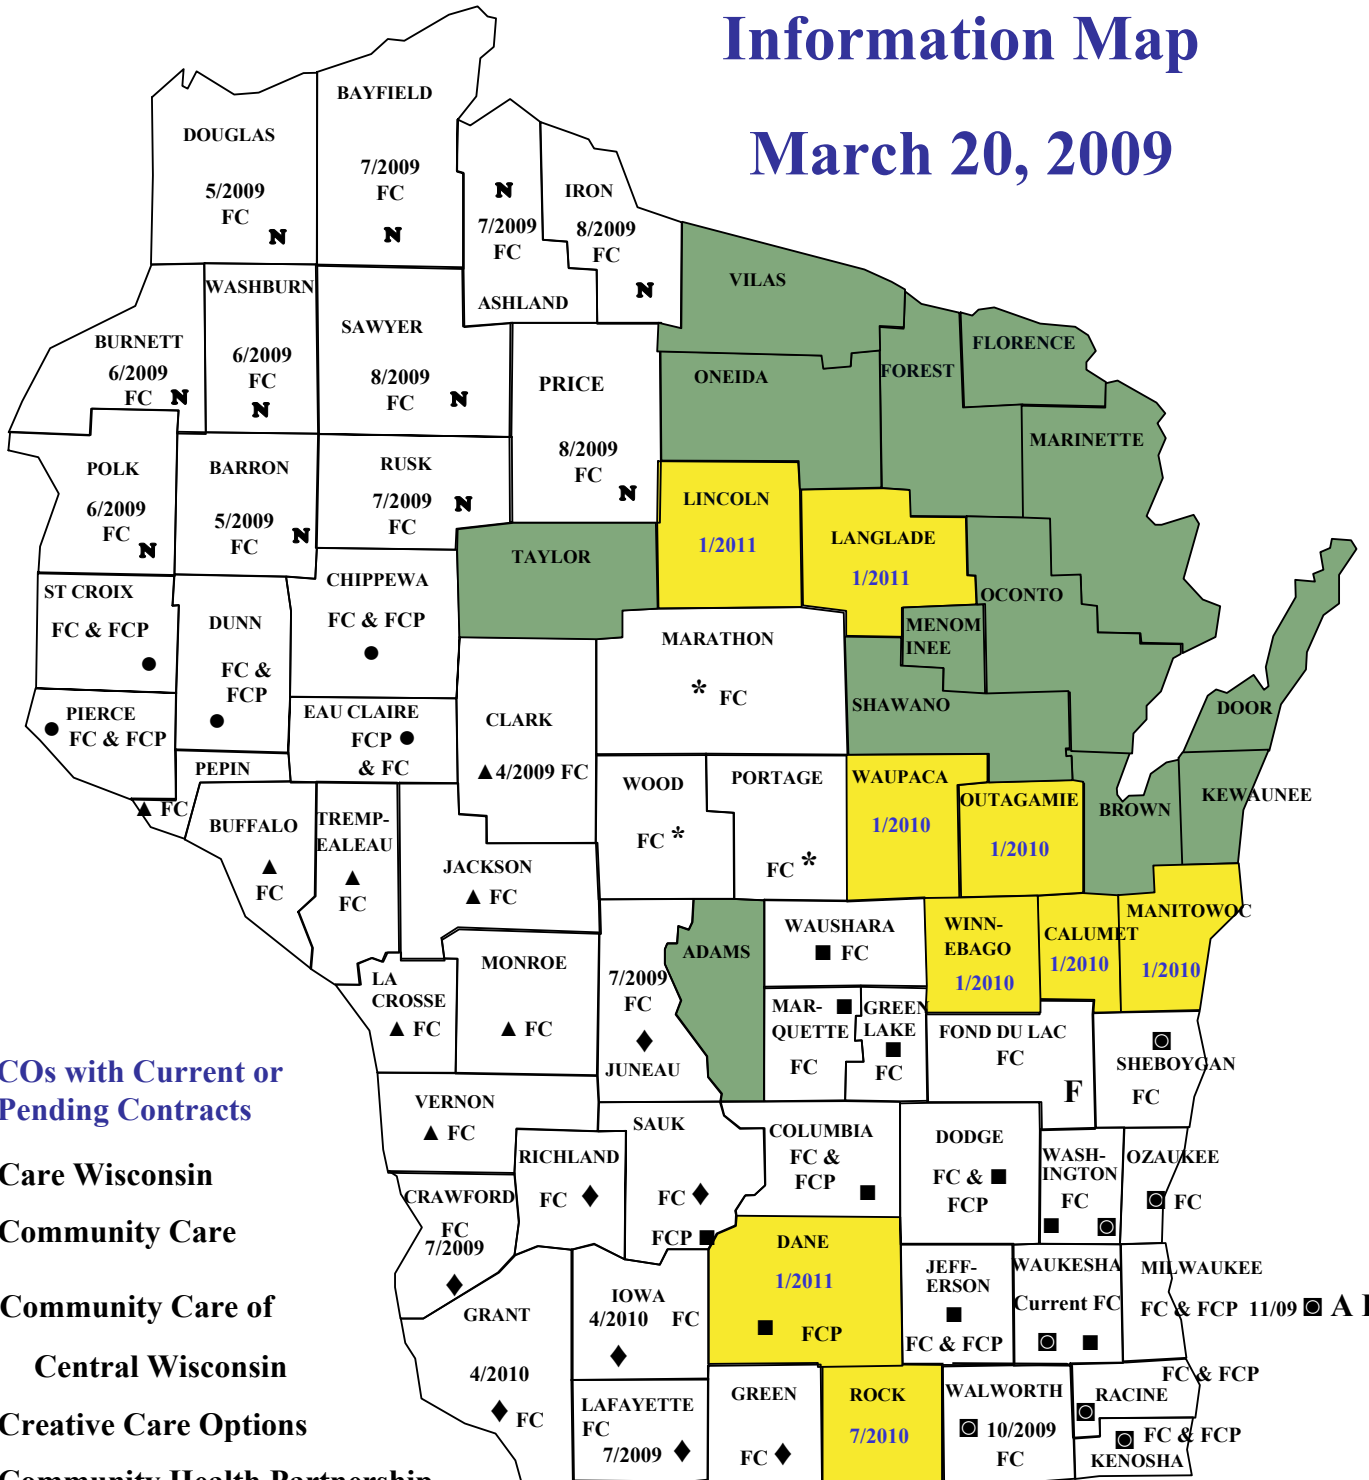 Information Map
March 20, 2009
BAYFIELD
7/2009
FC
N
DOUGLAS
5/2009
FC
N
N
7/2009
FC
ASHLAND
IRON
8/2009
FC
N
VILAS
WASHBURN
6/2009
FC
N
BURNETT
6/2009
FC N
SAWYER
8/2009
FC N
PRICE
8/2009
FC
N
ONEIDA
FOREST
FLORENCE
MARINETTE
POLK
6/2009
FC
N
BARRON
5/2009
FC N
RUSK
7/2009
FC N
LINCOLN
1/2011
LANGLADE
1/2011
TAYLOR
OCONTO
MENOM
INEE
ST CROIX
FC & FCP
●
DUNN
FC &
FCP
●
CHIPPEWA
FC & FCP
●
MARATHON
* FC
SHAWANO
DOOR
PIERCE
● FC & FCP
EAU CLAIRE
FCP ●
& FC
CLARK
▲4/2009 FC
PEPIN
▲ FC
WOOD
FC *
PORTAGE
FC *
WAUPACA
1/2010
OUTAGAMIE
1/2010
BROWN
KEWAUNEE
BUFFALO
▲
FC
TREMP-
EALEAU
▲
FC
JACKSON
▲ FC
WAUSHARA
■ FC
WINN-
EBAGO
1/2010
CALUMET
1/2010
MANITOWOC
1/2010
ADAMS
LA
CROSSE
▲ FC
MONROE
▲ FC
7/2009
FC
♦
JUNEAU
MAR- ■
QUETTE
FC
GREEN
LAKE
■
FC
FOND DU LAC
FC
F
◙
SHEBOYGAN
FC
COs with Current or
Pending Contracts
VERNON
▲ FC
SAUK
FC ♦
FCP ■
RICHLAND
FC ♦
COLUMBIA
FC &
FCP
■
DODGE
FC & ■
FCP
WASH-
INGTON
FC
■ ◙
OZAUKEE
◙ FC
Care Wisconsin
CRAWFORD
FC
7/2009
♦
Community Care
DANE
1/2011
■ FCP
JEFF-
ERSON
■
FC & FCP
WAUKESHA
Current FC
◙ ■
MILWAUKEE
FC & FCP 11/09 ◙ A
Community Care of
Central Wisconsin
GRANT
4/2010
♦ FC
IOWA
4/2010 FC
♦
LAFAYETTE
FC
7/2009 ♦
GREEN
FC ♦
ROCK
7/2010
WALWORTH
◙ 10/2009
FC
FC & FCP
RACINE
◙
◙ FC & FCP
KENOSHA
Creative Care Options
Community Health Partnership